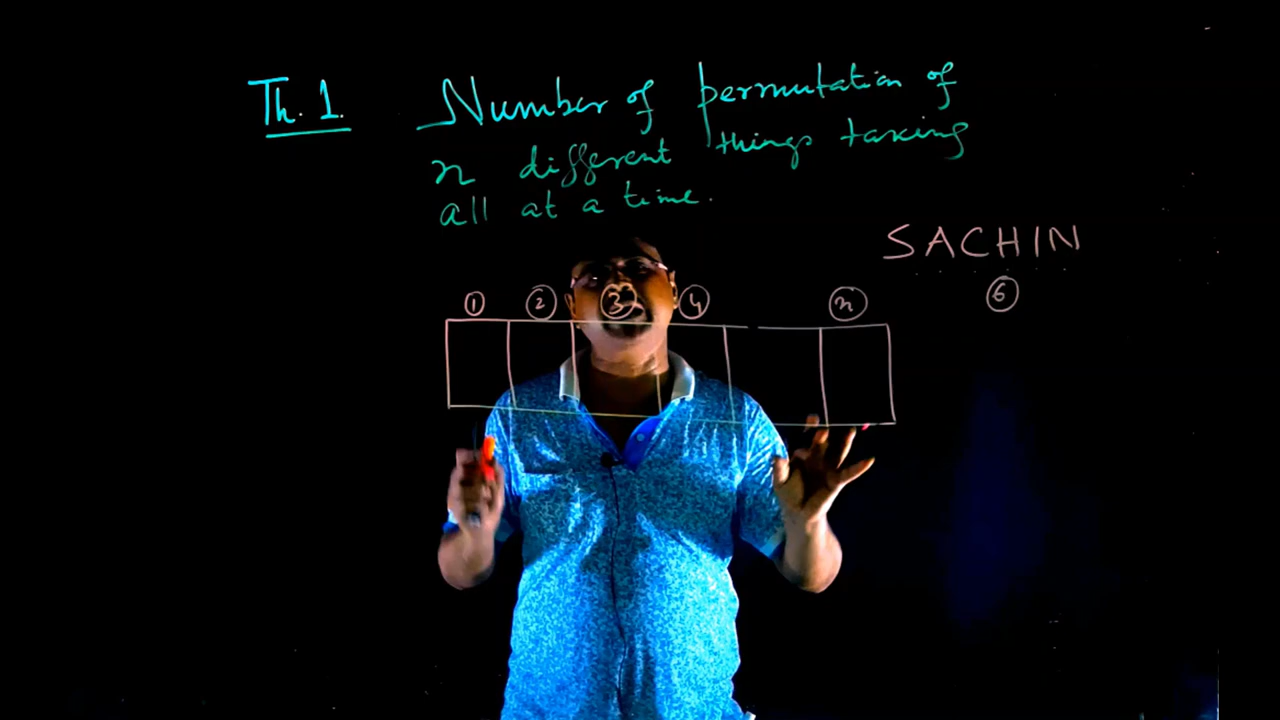 Th. 1. Number of permutation of
n different things taking
all at a time.
SACHIN
1 2 3 4 n
6